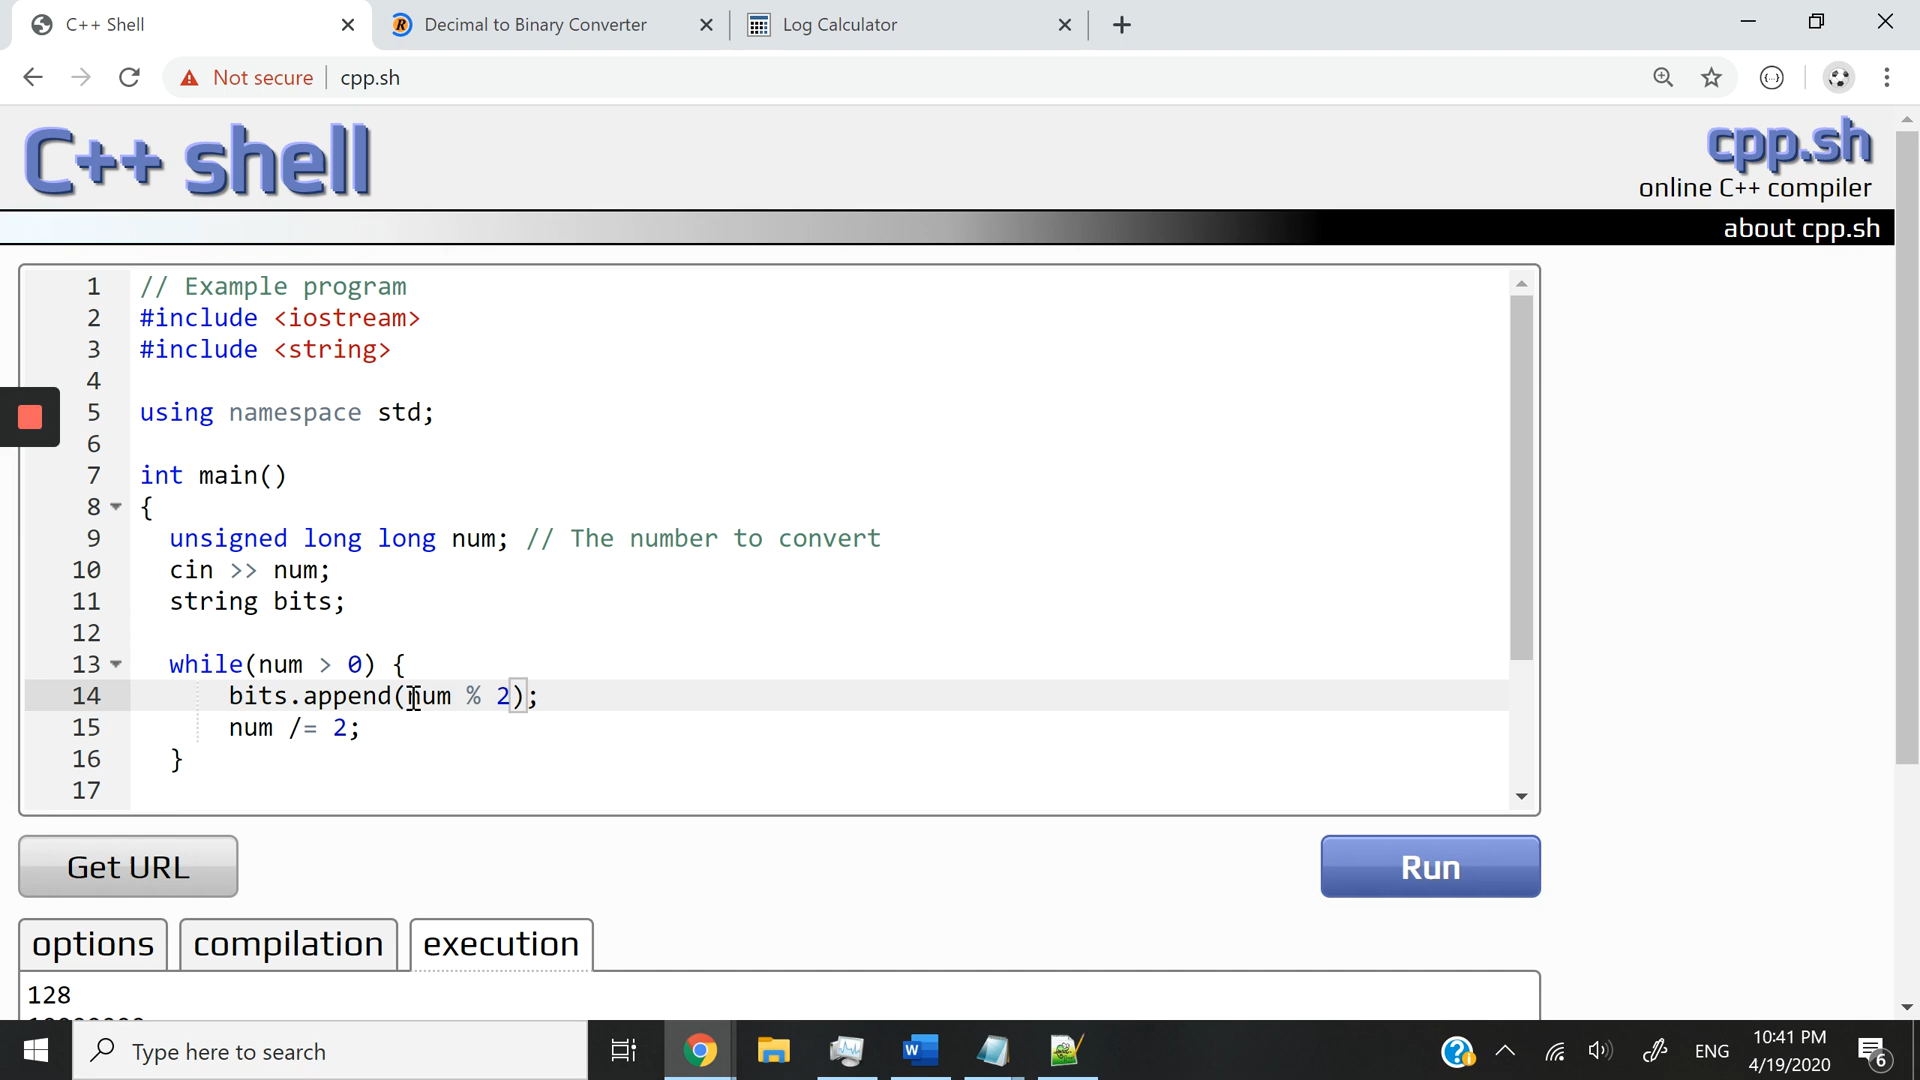 C++ Shell
Decimal to Binary Converter
Log Calculator
Not secure
cpp.sh
C++ shell
cpp.sh
online C++ compiler
about cpp.sh
1 // Example program
2 #include <iostream>
3 #include <string>
4
5 using namespace std;
6
7 int main()
8 {
9 unsigned long long num; // The number to convert
10 cin >> num;
11 string bits;
12
13 while(num > 0) {
14 bits.append(num % 2);
15 num /= 2;
16 }
17
Get URL
Run
options
compilation
execution
128
Type here to search
ENG
10:41 PM
4/19/2020
6